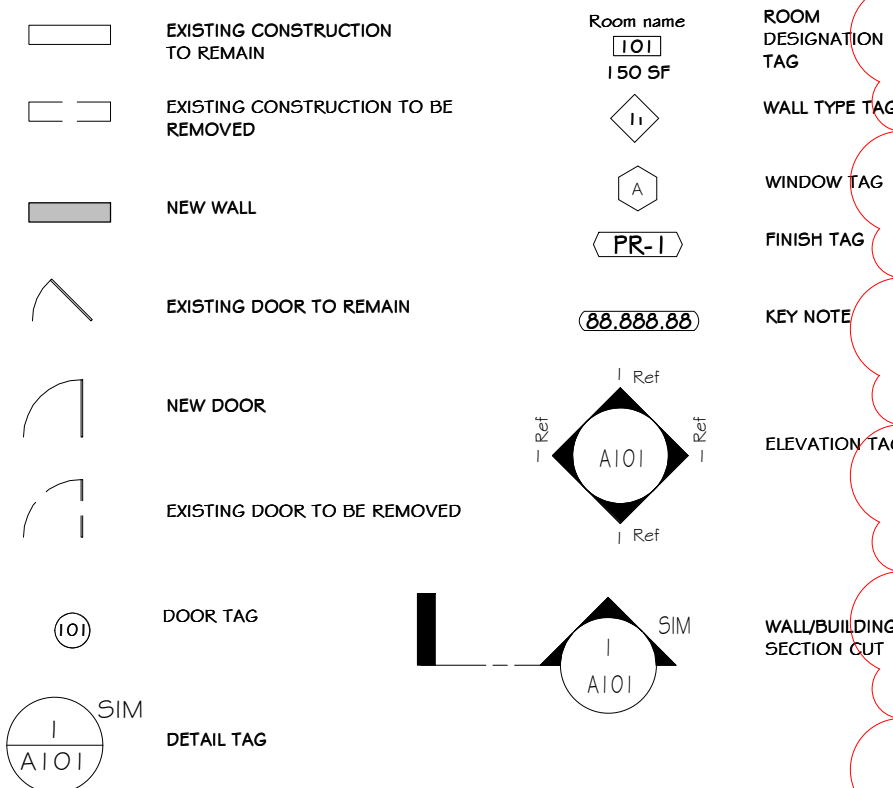 EXISTING CONSTRUCTION
TO REMAIN
EXISTING CONSTRUCTION TO BE
REMOVED
NEW WALL
EXISTING DOOR TO REMAIN
NEW DOOR
EXISTING DOOR TO BE REMOVED
101
DOOR TAG
SIM
1
A101
DETAIL TAG
Room name
101
150 SF
ROOM
DESIGNATION
TAG
1i
WALL TYPE TAG
A
WINDOW TAG
PR-1
FINISH TAG
88.888.88
KEY NOTE
1 Ref
1 Ref
A101
1 Ref
1 Ref
ELEVATION TAG
SIM
1
A101
WALL/BUILDING
SECTION CUT